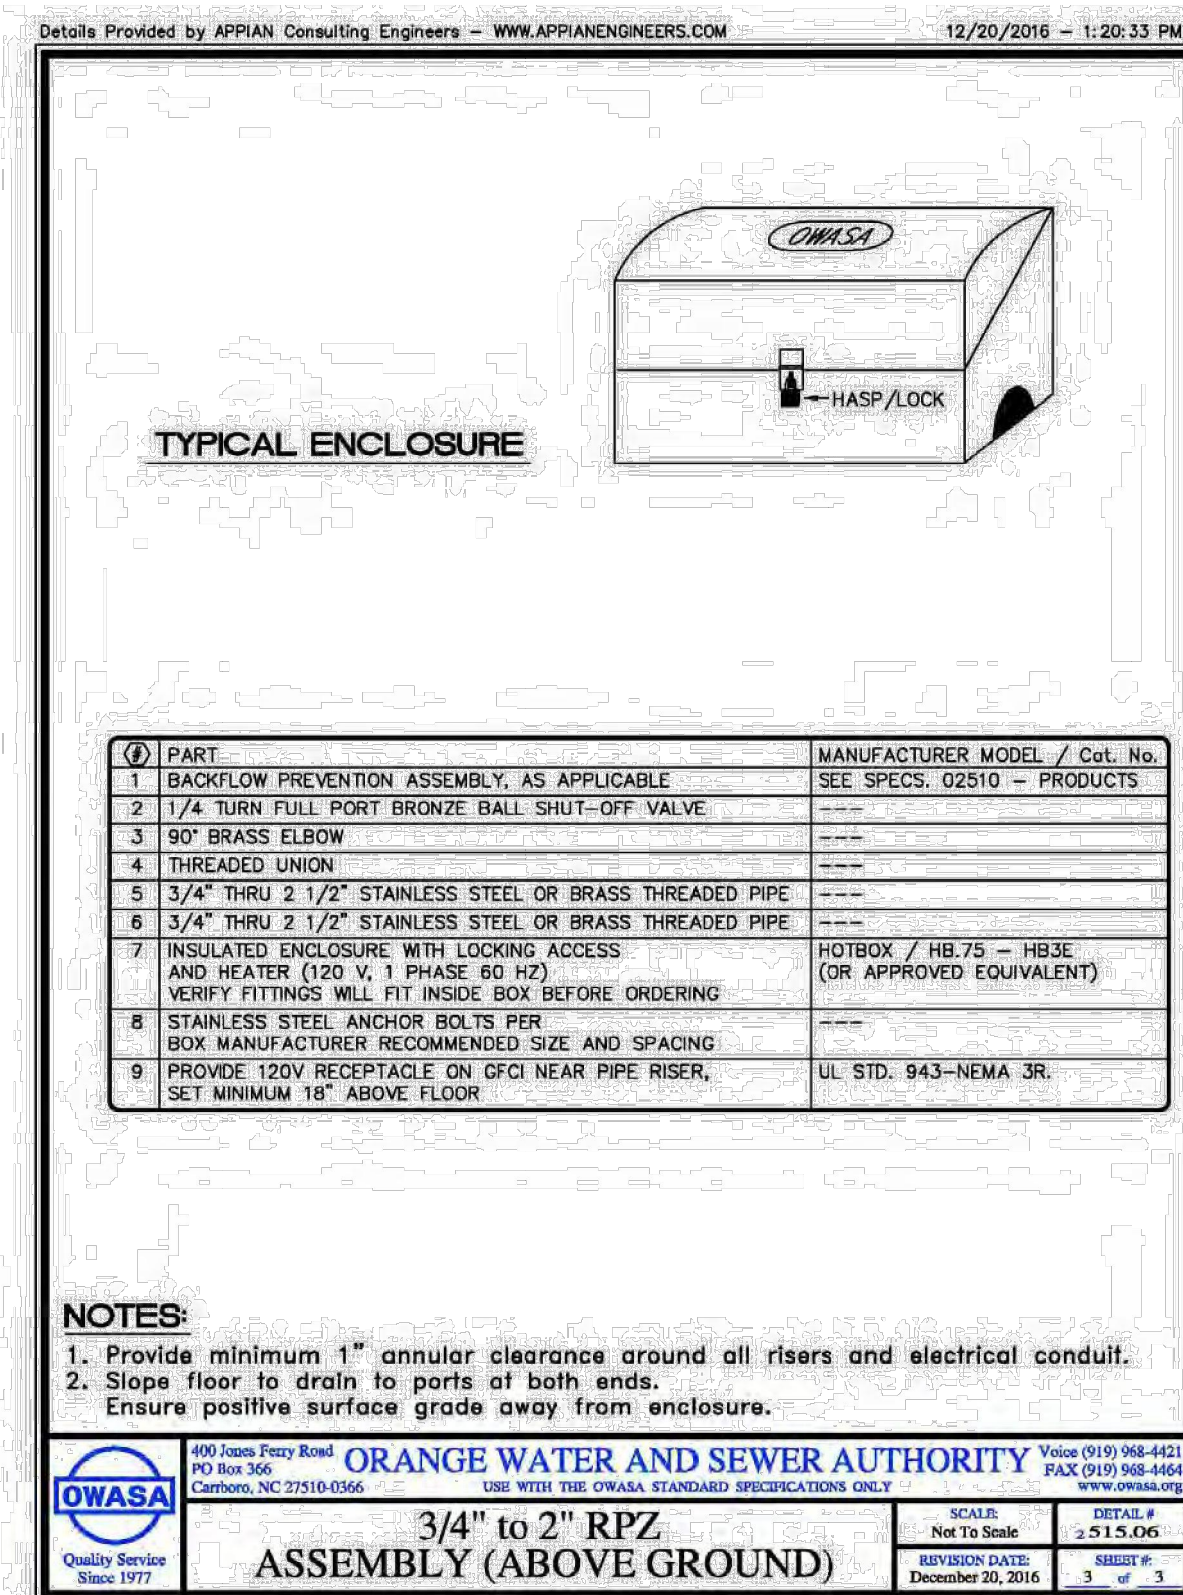 Details Provided by APPIAN Consulting Engineers – WWW.APPIANENGINEERS.COM 12/20/2016 – 1:20:33 PM
OWASA
HASP/LOCK
TYPICAL ENCLOSURE
# PART MANUFACTURER MODEL / Cat. No.
1 BACKFLOW PREVENTION ASSEMBLY, AS APPLICABLE SEE SPECS. 02510 – PRODUCTS
2 1/4 TURN FULL PORT BRONZE BALL SHUT-OFF VALVE ---
3 90° BRASS ELBOW ---
4 THREADED UNION ---
5 3/4" THRU 2 1/2" STAINLESS STEEL OR BRASS THREADED PIPE ---
6 3/4" THRU 2 1/2" STAINLESS STEEL OR BRASS THREADED PIPE ---
7 INSULATED ENCLOSURE WITH LOCKING ACCESS HOTBOX / HB.75 – HB3E
AND HEATER (120 V, 1 PHASE 60 HZ) (OR APPROVED EQUIVALENT)
VERIFY FITTINGS WILL FIT INSIDE BOX BEFORE ORDERING
8 STAINLESS STEEL ANCHOR BOLTS PER ---
BOX MANUFACTURER RECOMMENDED SIZE AND SPACING
9 PROVIDE 120V RECEPTACLE ON GFCI NEAR PIPE RISER, UL STD. 943-NEMA 3R.
SET MINIMUM 18" ABOVE FLOOR
NOTES:
1. Provide minimum 1" annular clearance around all risers and electrical conduit.
2. Slope floor to drain to ports at both ends.
Ensure positive surface grade away from enclosure.
OWASA
Quality Service
Since 1977
400 Jones Ferry Road
PO Box 366
Carrboro, NC 27510-0366
ORANGE WATER AND SEWER AUTHORITY
USE WITH THE OWASA STANDARD SPECIFICATIONS ONLY
Voice (919) 968-4421
FAX (919) 968-4464
www.owasa.org
3/4" to 2" RPZ
ASSEMBLY (ABOVE GROUND)
SCALE:
Not To Scale
DETAIL #
2 515.06
REVISION DATE:
December 20, 2016
SHEET #:
3 of 3